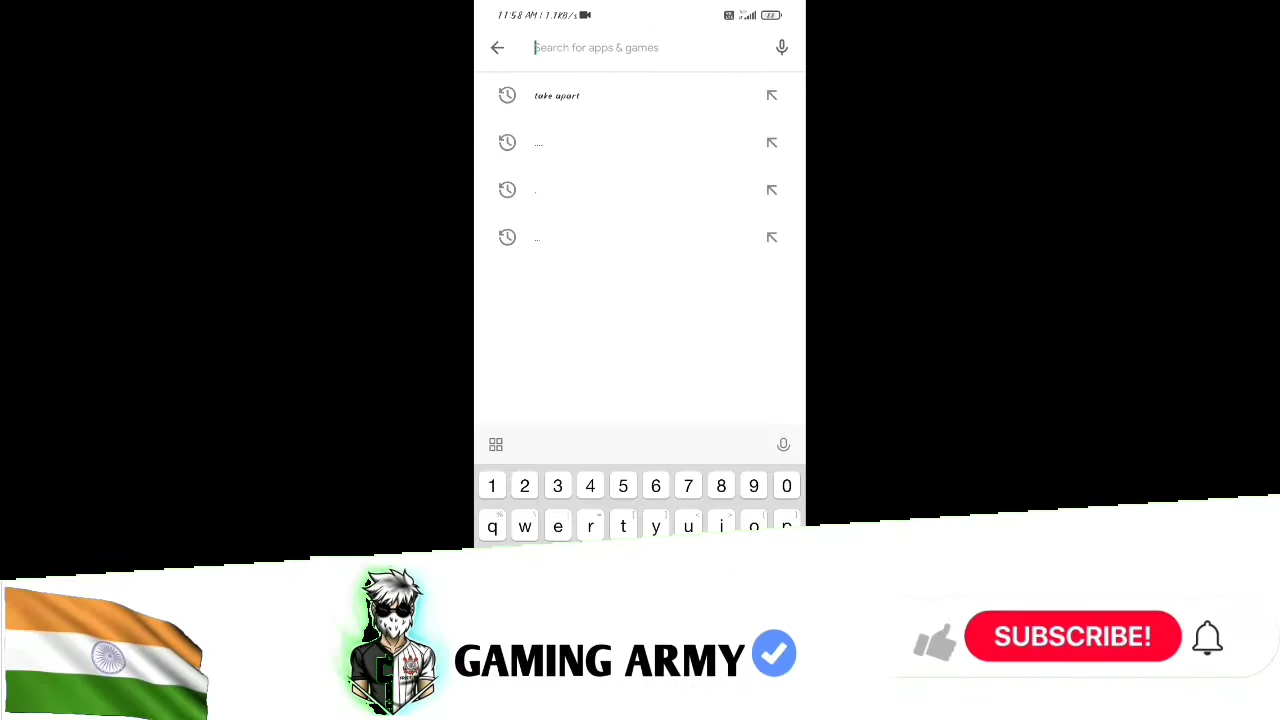 11:58 AM | 1.1KB/s
88
Search for apps & games
take apart
....
.
...
1 2 3 4 5 6 7 8 9 0
% \ | = [ ] < > { }
q w e r t y u i o p
GAMING ARMY
SUBSCRIBE!